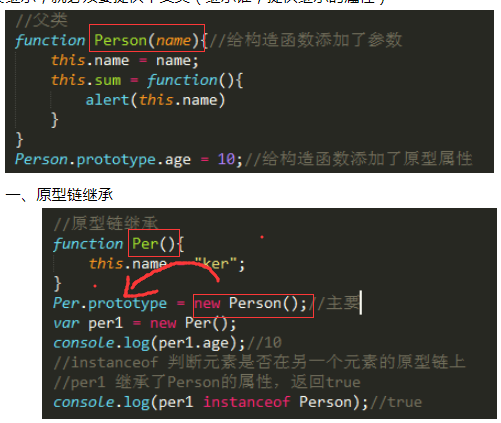 //父类
function Person(name){//给构造函数添加了参数
this.name = name;
this.sum = function(){
alert(this.name)
}
}
Person.prototype.age = 10;//给构造函数添加了原型属性
一、原型链继承
//原型链继承
function Per(){
this.name "ker";
}
Per.prototype = new Person();//主要
var per1 = new Per();
console.log(per1.age);//10
//instanceof 判断元素是否在另一个元素的原型链上
//per1 继承了Person的属性，返回true
console.log(per1 instanceof Person);//true